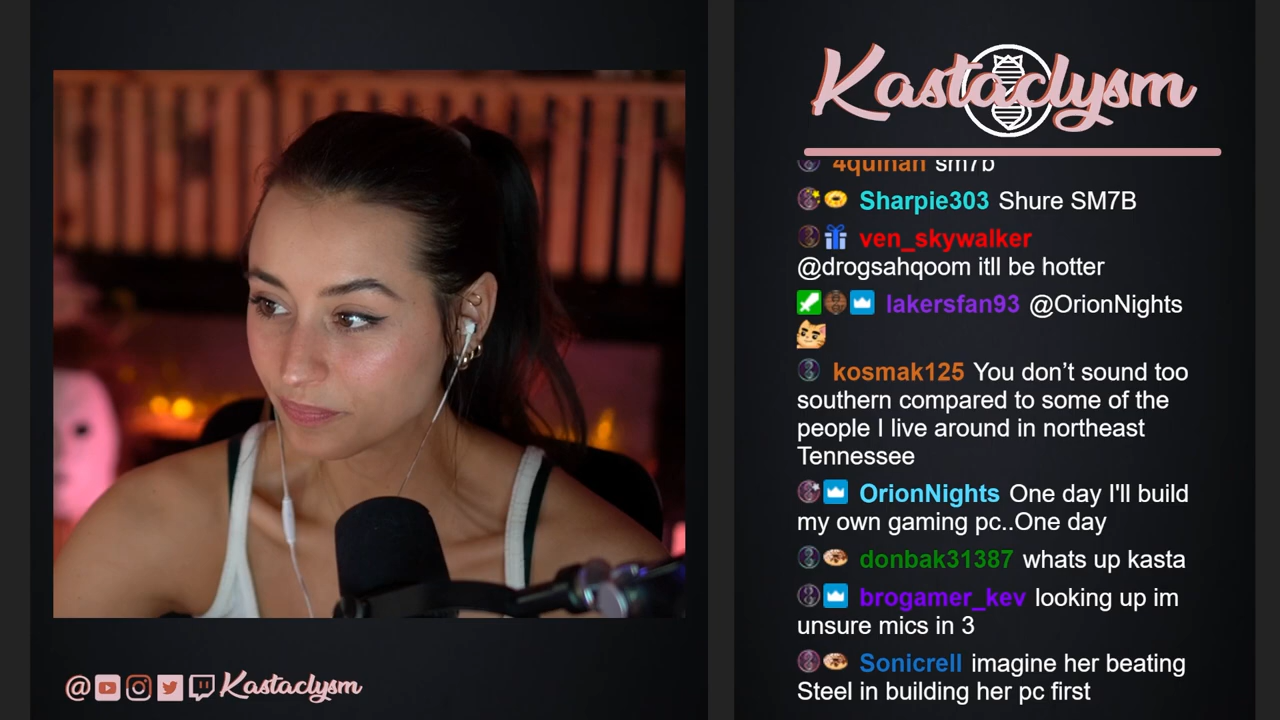 Kastaclysm
4quinan sm7b
Sharpie303 Shure SM7B
ven_skywalker
@drogsahqoom itll be hotter
lakersfan93 @OrionNights
kosmak125 You don’t sound too
southern compared to some of the
people I live around in northeast
Tennessee
OrionNights One day I'll build
my own gaming pc..One day
donbak31387 whats up kasta
brogamer_kev looking up im
unsure mics in 3
Sonicrell imagine her beating
Steel in building her pc first
@ Kastaclysm